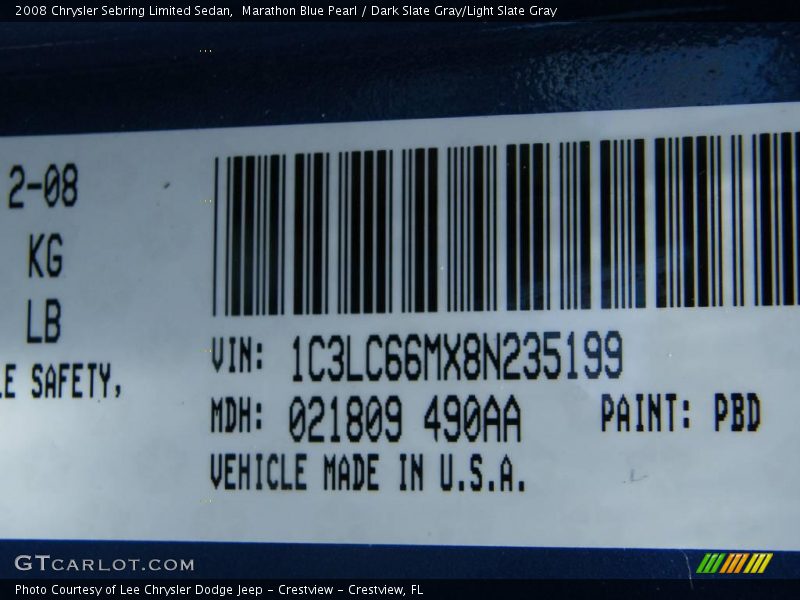 2008 Chrysler Sebring Limited Sedan,  Marathon Blue Pearl / Dark Slate Gray/Light Slate Gray
2-08
KG
LB
LE SAFETY,
VIN: 1C3LC66MX8N235199
MDH: 021809 490AA PAINT: PBD
VEHICLE MADE IN U.S.A.
GTCARLOT.COM
Photo Courtesy of Lee Chrysler Dodge Jeep - Crestview - Crestview, FL